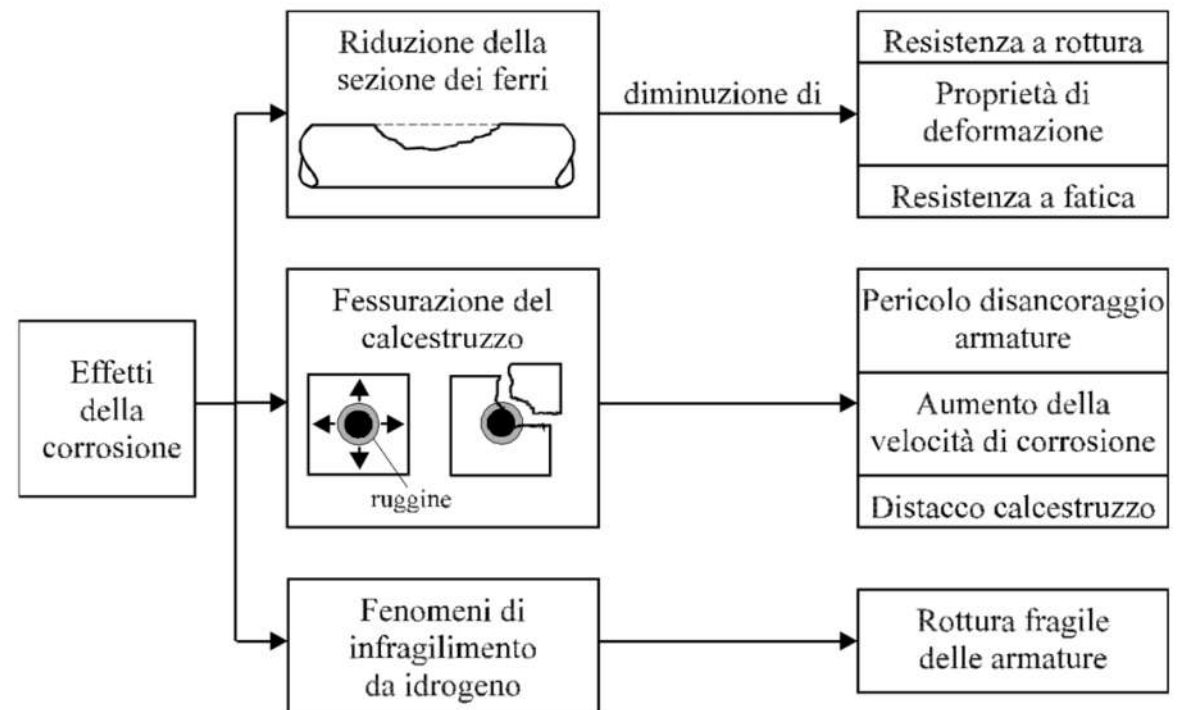 Effetti
della
corrosione
Riduzione della
sezione dei ferri
diminuzione di
Resistenza a rottura
Proprietà di
deformazione
Resistenza a fatica
Fessurazione del
calcestruzzo
ruggine
Pericolo disancoraggio
armature
Aumento della
velocità di corrosione
Distacco calcestruzzo
Fenomeni di
infragilimento
da idrogeno
Rottura fragile
delle armature